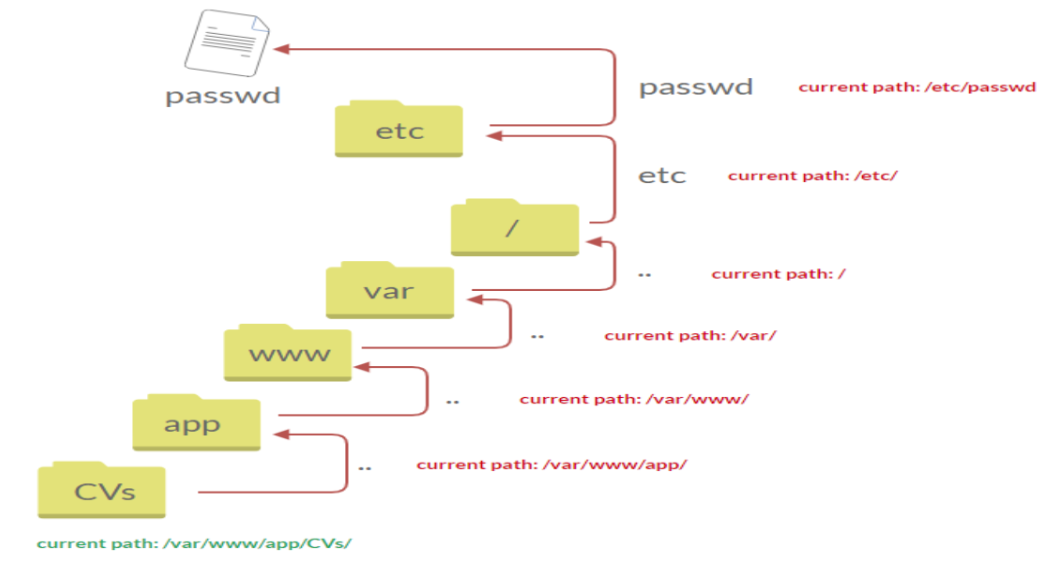 passwd
passwd
current path: /etc/passwd
etc
etc
current path: /etc/
/
..
current path: /
var
..
current path: /var/
www
..
current path: /var/www/
app
..
current path: /var/www/app/
CVs
current path: /var/www/app/CVs/